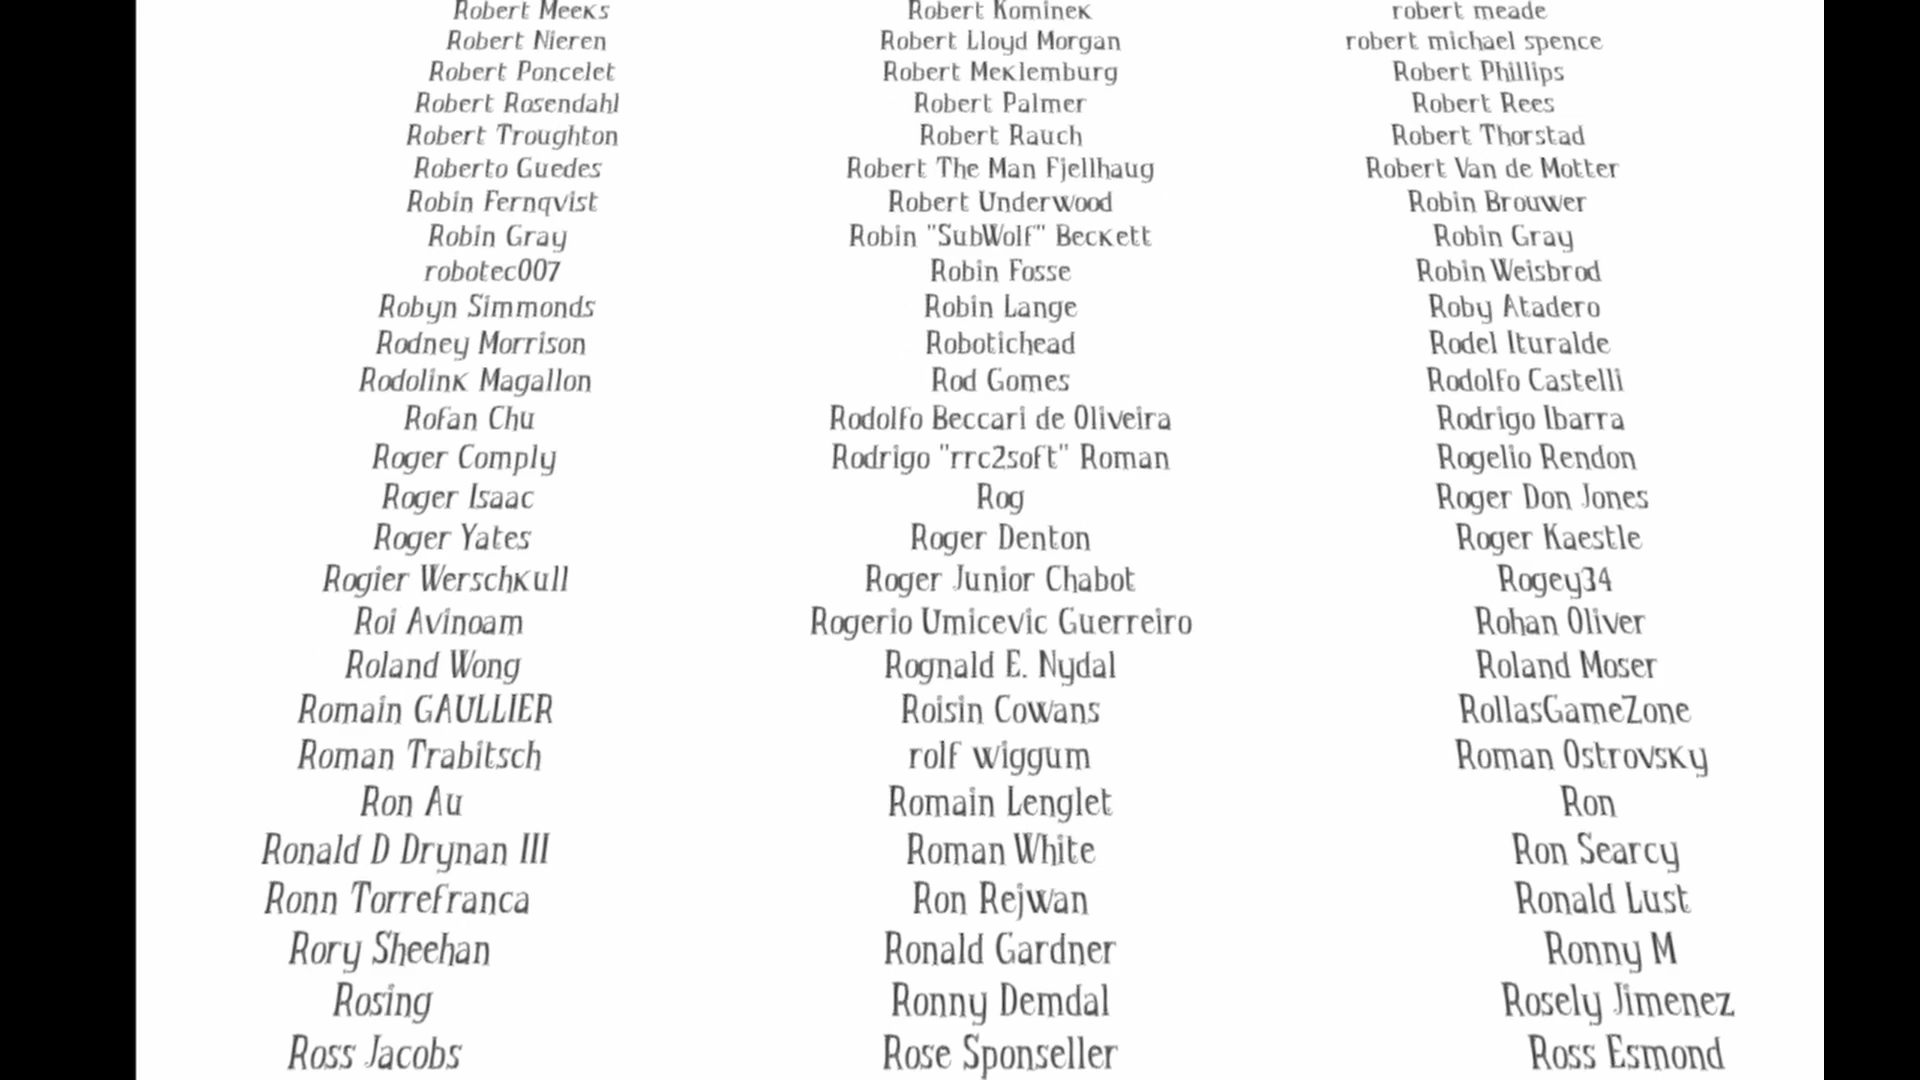 Robert Meeks Robert Kominek robert meade
Robert Nieren Robert Lloyd Morgan robert michael spence
Robert Poncelet Robert Meklemburg Robert Phillips
Robert Rosendahl Robert Palmer Robert Rees
Robert Troughton Robert Rauch Robert Thorstad
Roberto Guedes Robert The Man Fjellhaug Robert Van de Motter
Robin Fernqvist Robert Underwood Robin Brouwer
Robin Gray Robin "SubWolf" Beckett Robin Gray
robotec007 Robin Fosse Robin Weisbrod
Robyn Simmonds Robin Lange Roby Atadero
Rodney Morrison Robotichead Rodel Ituralde
Rodolink Magallon Rod Gomes Rodolfo Castelli
Rofan Chu Rodolfo Beccari de Oliveira Rodrigo Ibarra
Roger Comply Rodrigo "rrc2soft" Roman Rogelio Rendon
Roger Isaac Rog Roger Don Jones
Roger Yates Roger Denton Roger Kaestle
Rogier Werschkull Roger Junior Chabot Rogey34
Roi Avinoam Rogerio Umicevic Guerreiro Rohan Oliver
Roland Wong Rognald E. Nydal Roland Moser
Romain GAULLIER Roisin Cowans RollasGameZone
Roman Trabitsch rolf wiggum Roman Ostrovsky
Ron Au Romain Lenglet Ron
Ronald D Drynan III Roman White Ron Searcy
Ronn Torrefranca Ron Rejwan Ronald Lust
Rory Sheehan Ronald Gardner Ronny M
Rosing Ronny Demdal Rosely Jimenez
Ross Jacobs Rose Sponseller Ross Esmond